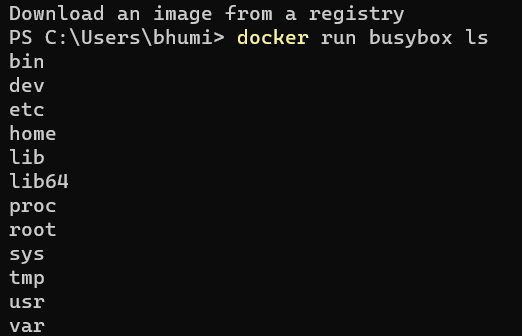 Download an image from a registry
PS C:\Users\bhumi> docker run busybox ls
bin
dev
etc
home
lib
lib64
proc
root
sys
tmp
usr
var